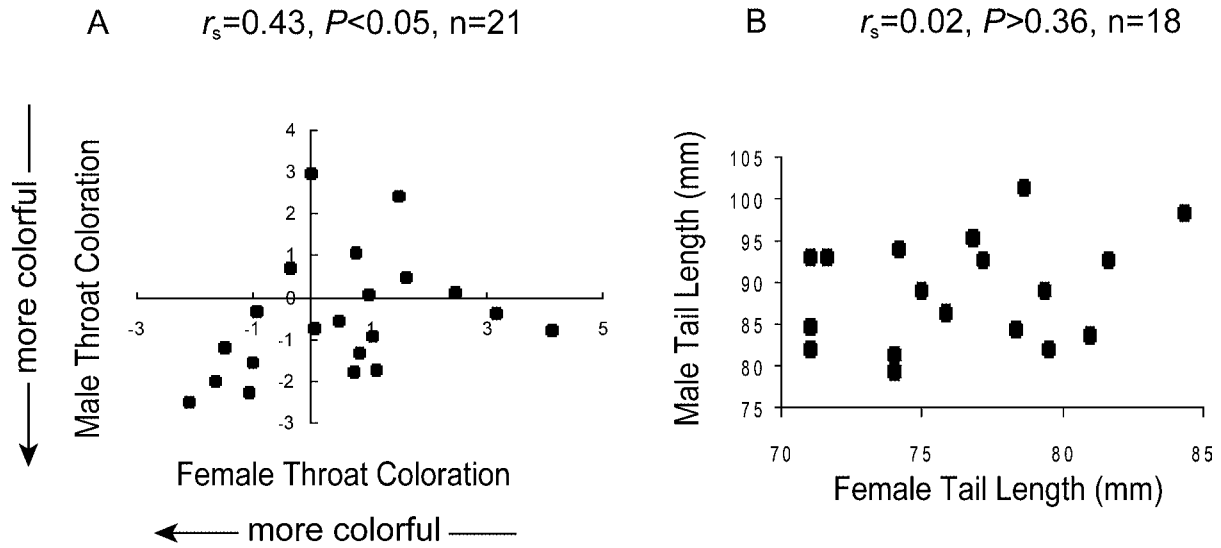 A
rs=0.43, P<0.05, n=21
B
rs=0.02, P>0.36, n=18
more colorful
Male Throat Coloration
4
3
2
1
0
-1
-2
-3
-3
-1
1
3
5
Female Throat Coloration
more colorful
Male Tail Length (mm)
105
100
95
90
85
80
75
70
75
80
85
Female Tail Length (mm)